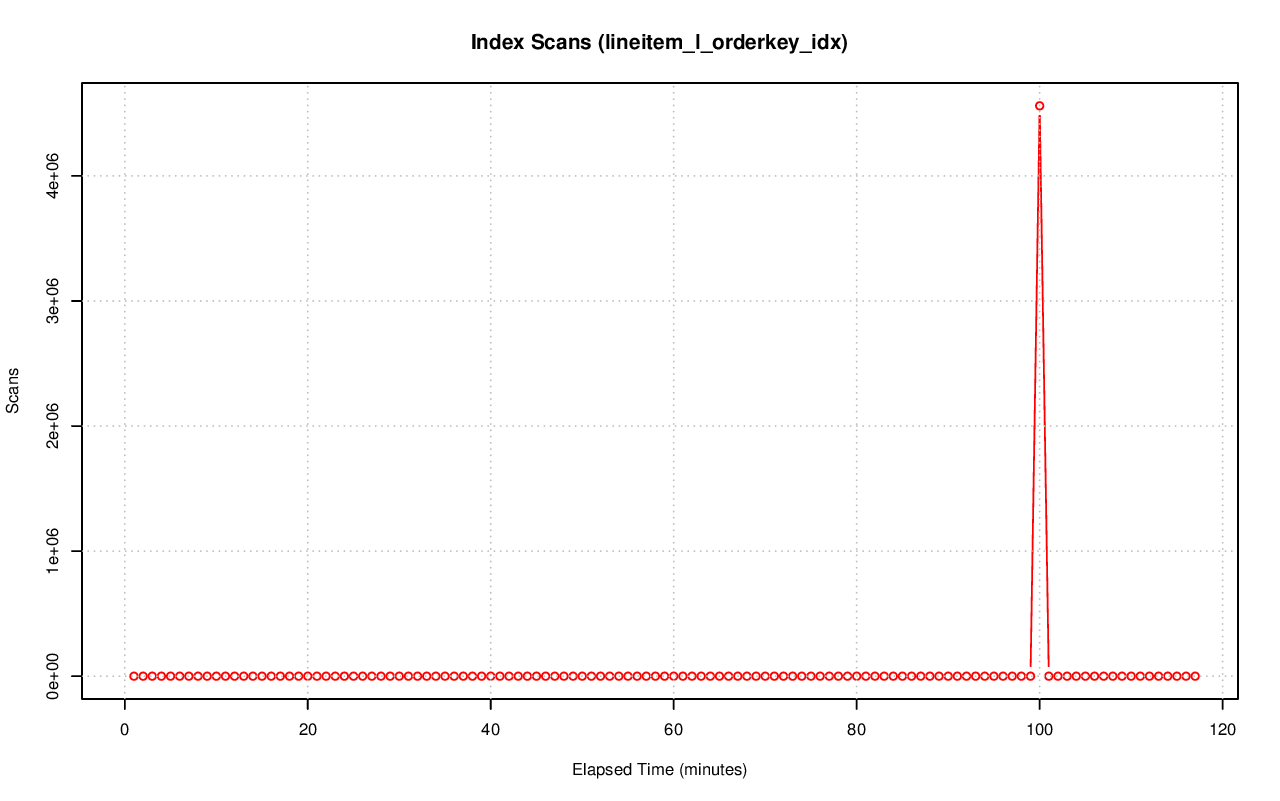 Index Scans (lineitem_l_orderkey_idx)
Scans
4e+06
3e+06
2e+06
1e+06
0e+00
0 20 40 60 80 100 120
Elapsed Time (minutes)